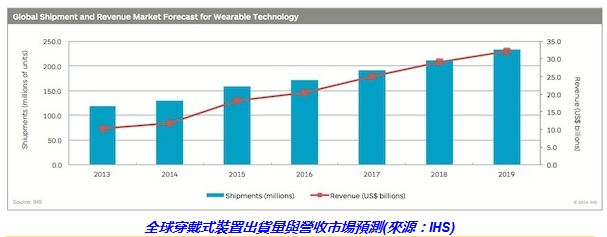 Global Shipment and Revenue Market Forecast for Wearable Technology
Shiupments (millions of units)
250.0
200.0
150.0
100.0
50.0
0.0
35.0
30.0
25.0
20.0
15.0
10.0
5.0
0.0
Revenue (US$ billions)
2013 2014 2015 2016 2017 2018 2019
Shipments (millions) Revenue (US$ billions)
Source: IHS
© 2014 IHS
全球穿戴式裝置出貨量與營收市場預測(來源：IHS)